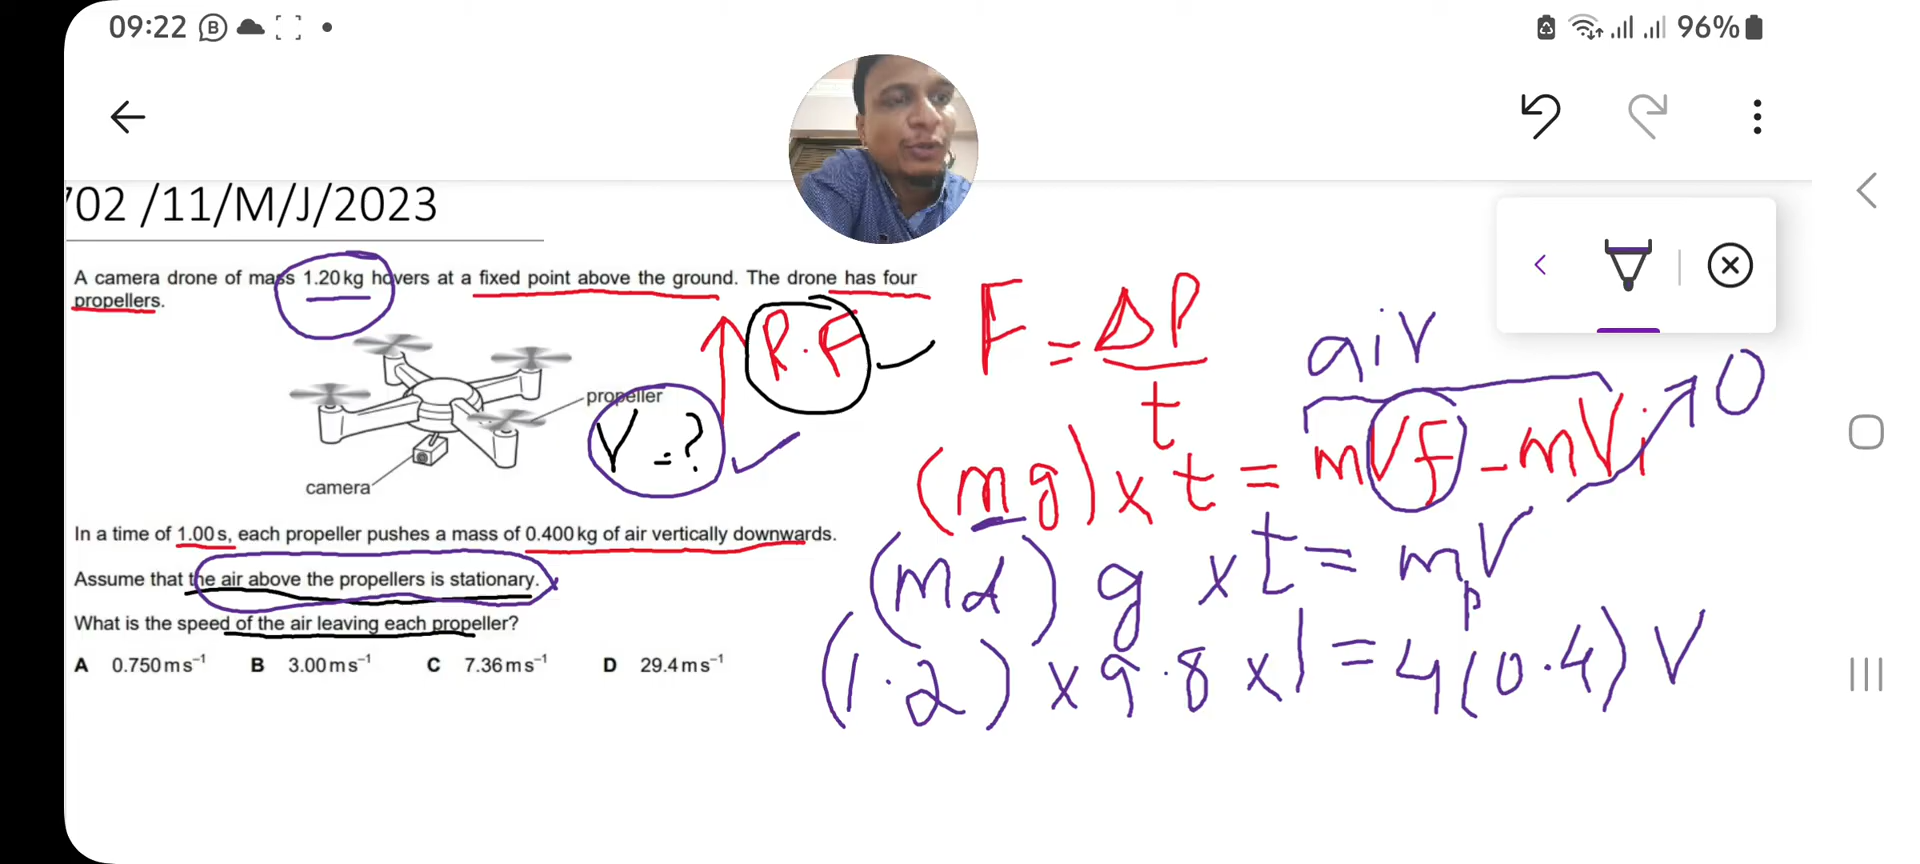 09:22 96%
702 /11/M/J/2023
A camera drone of mass 1.20 kg hovers at a fixed point above the ground. The drone has four
propellers.
propeller
camera
In a time of 1.00 s, each propeller pushes a mass of 0.400 kg of air vertically downwards.
Assume that the air above the propellers is stationary.
What is the speed of the air leaving each propeller?
A 0.750 m s⁻¹ B 3.00 m s⁻¹ C 7.36 m s⁻¹ D 29.4 m s⁻¹
R.F
V = ?
F = ΔP / t
air
(mg) x t = mVf - mVi 0
(md) g x t = mpV
(1.2) x 9.8 x 1 = 4(0.4) V